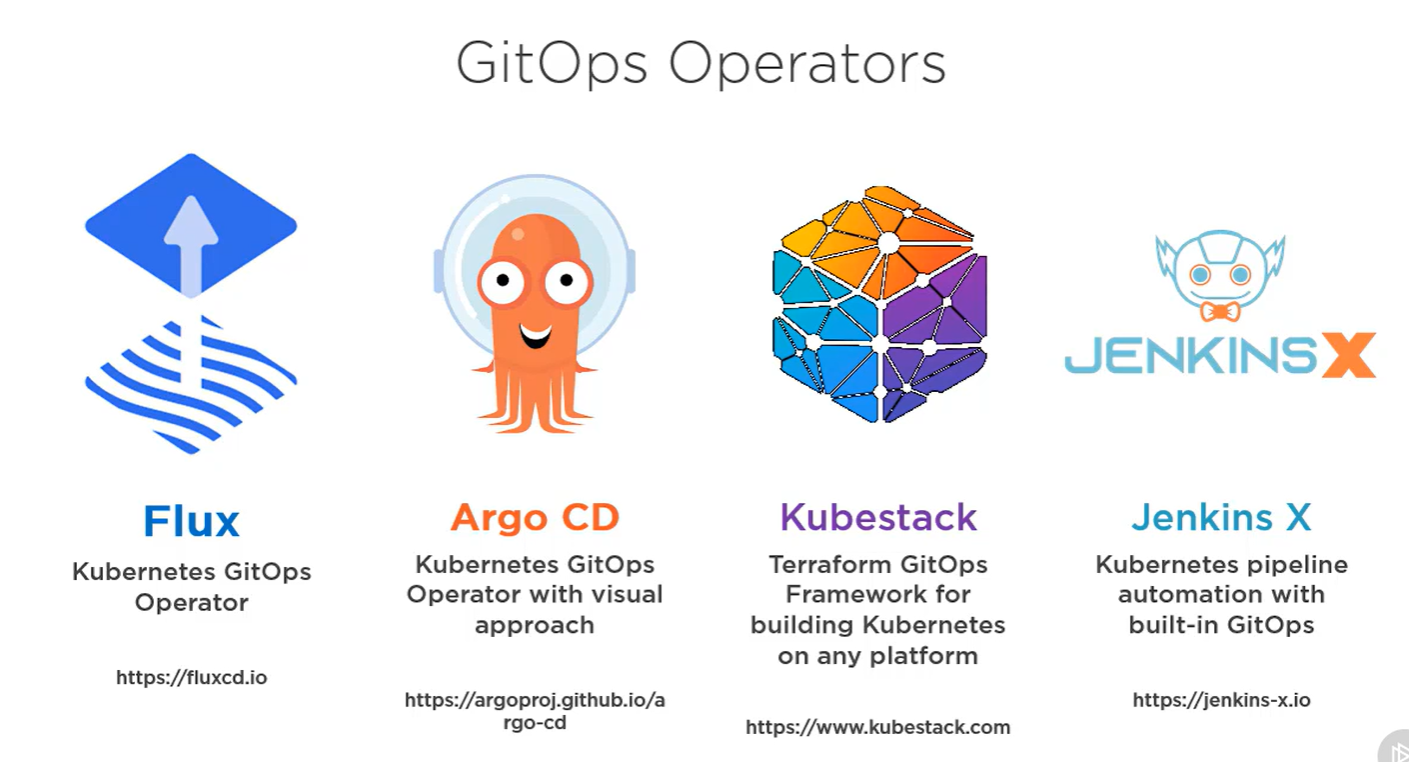 GitOps Operators
JENKINS X
Flux
Kubernetes GitOps
Operator
https://fluxcd.io
Argo CD
Kubernetes GitOps
Operator with visual
approach
https://argoproj.github.io/a
rgo-cd
Kubestack
Terraform GitOps
Framework for
building Kubernetes
on any platform
https://www.kubestack.com
Jenkins X
Kubernetes pipeline
automation with
built-in GitOps
https://jenkins-x.io